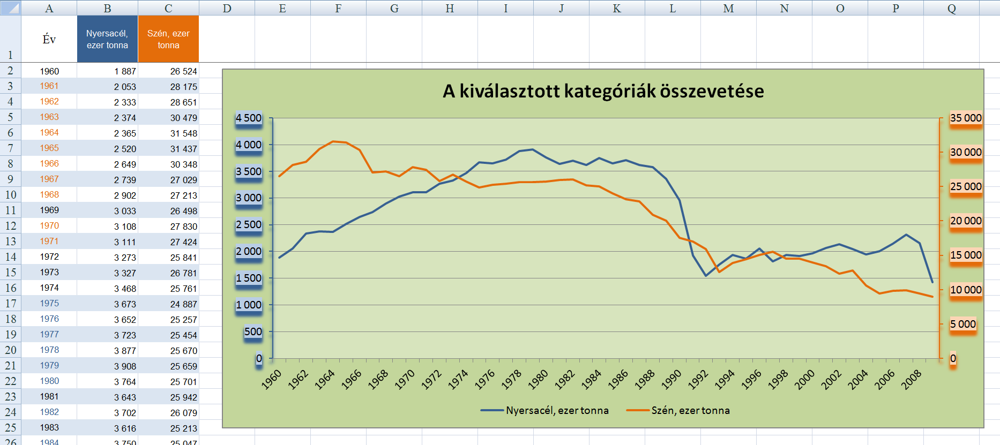 A B C D E F G H I J K L M N O P Q
1 Év Nyersacél, ezer tonna Szén, ezer tonna
2 1960 1 887 26 524
3 1961 2 053 28 175
4 1962 2 333 28 651
5 1963 2 374 30 479
6 1964 2 365 31 548
7 1965 2 520 31 437
8 1966 2 649 30 348
9 1967 2 739 27 029
10 1968 2 902 27 213
11 1969 3 033 26 498
12 1970 3 108 27 830
13 1971 3 111 27 424
14 1972 3 273 25 841
15 1973 3 327 26 781
16 1974 3 468 25 761
17 1975 3 673 24 887
18 1976 3 652 25 257
19 1977 3 723 25 454
20 1978 3 877 25 670
21 1979 3 908 25 659
22 1980 3 764 25 701
23 1981 3 643 25 942
24 1982 3 702 26 079
25 1983 3 616 25 213
26 1984 3 750 25 047
A kiválasztott kategóriák összevetése
4 500
4 000
3 500
3 000
2 500
2 000
1 500
1 000
500
0
35 000
30 000
25 000
20 000
15 000
10 000
5 000
0
1960 1962 1964 1966 1968 1970 1972 1974 1976 1978 1980 1982 1984 1986 1988 1990 1992 1994 1996 1998 2000 2002 2004 2006 2008
Nyersacél, ezer tonna Szén, ezer tonna